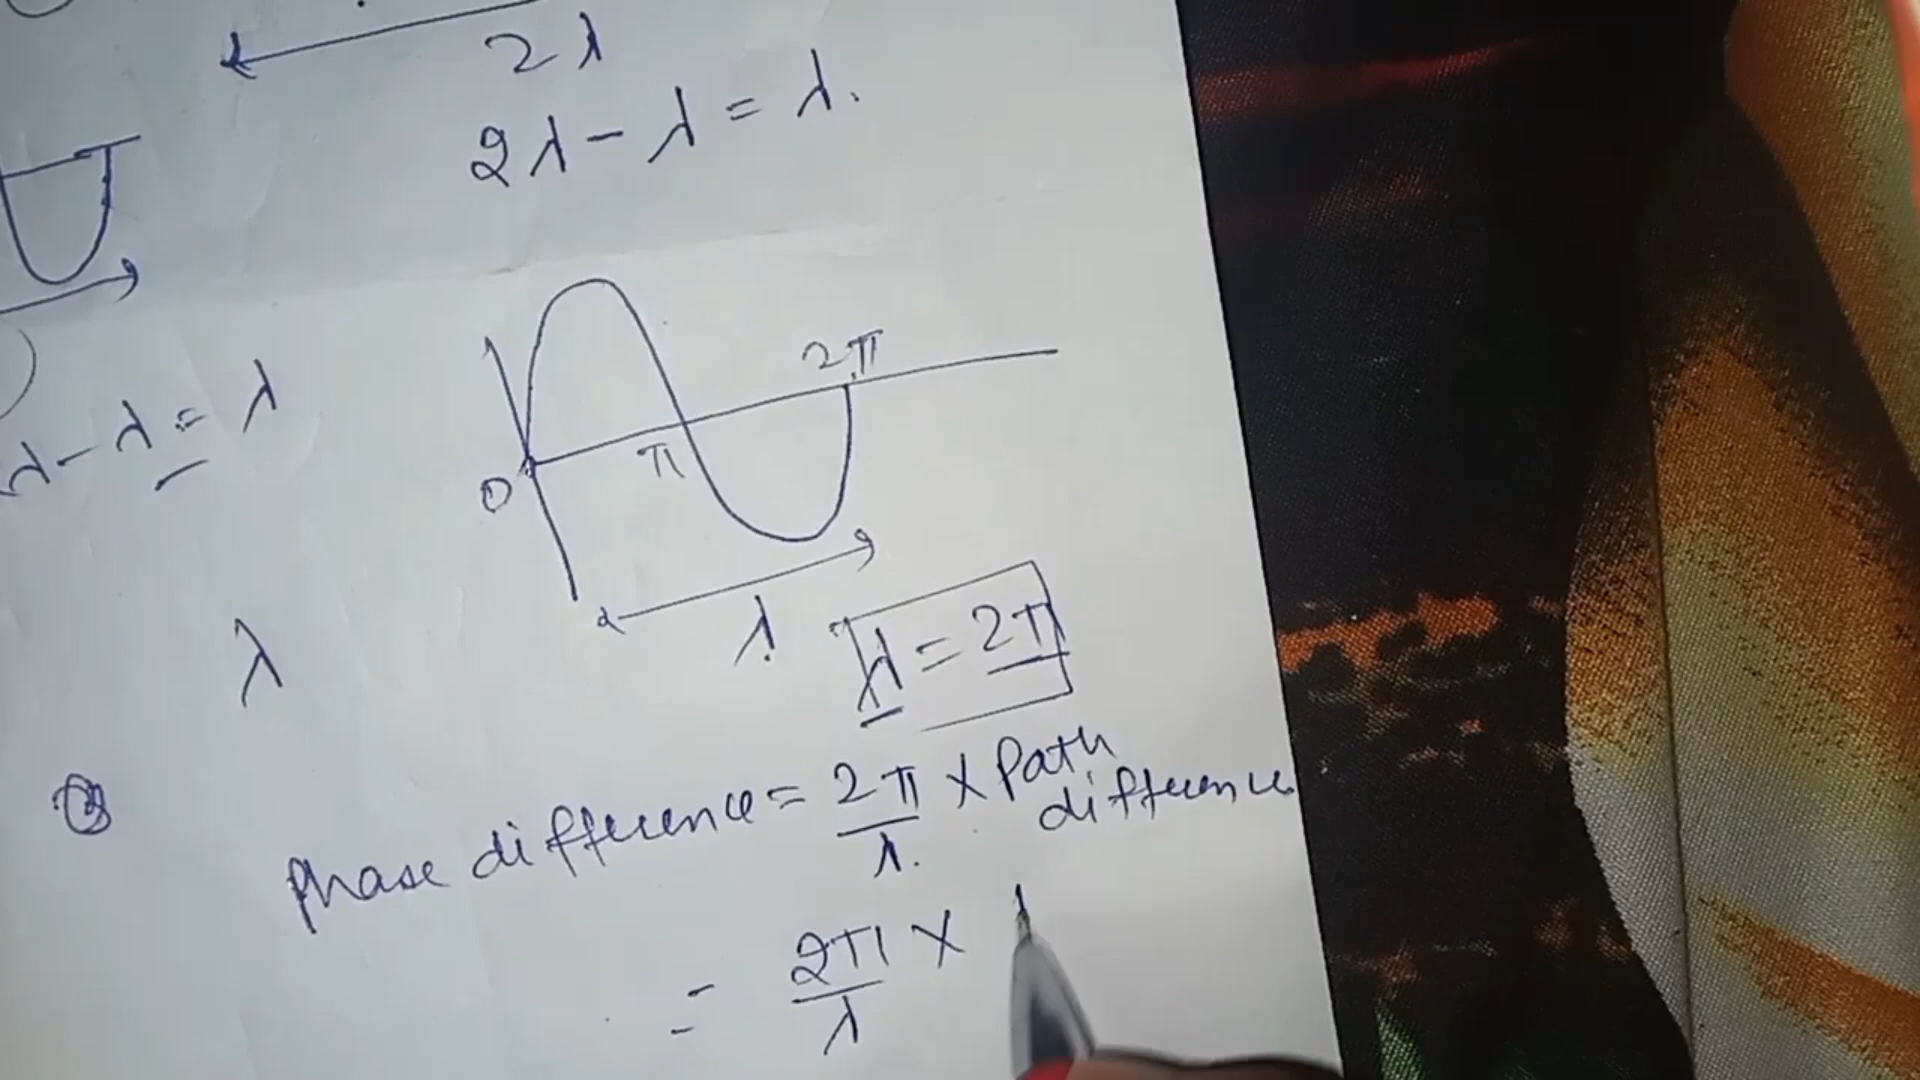 2λ
2λ - λ = λ.
2π
λ - λ = λ
π
0
λ
λ
λ = 2π
Phase difference = 2π/λ. × Path difference
= 2π/λ ×